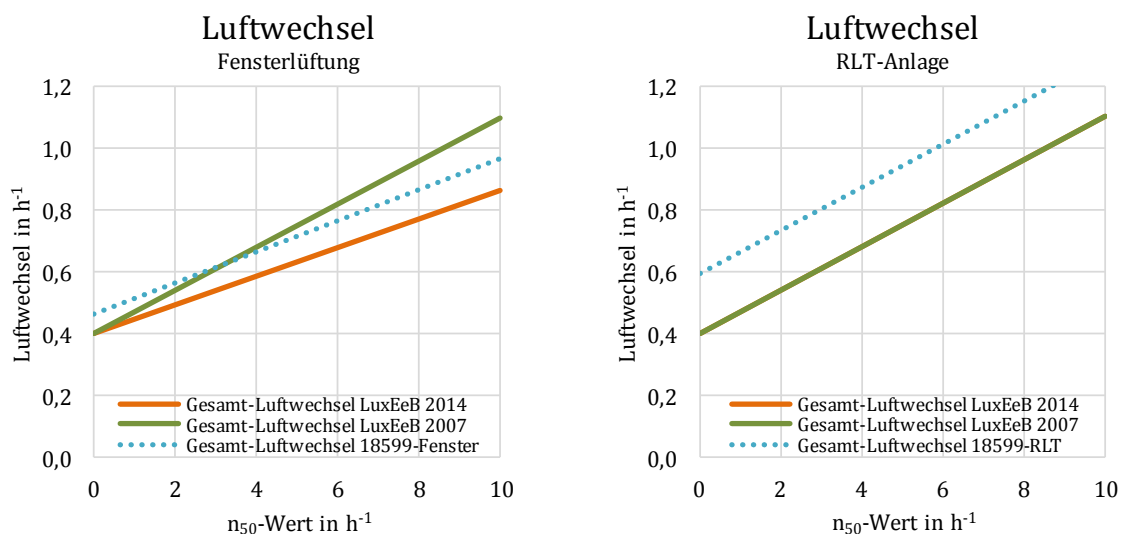 Luftwechsel
Fensterlüftung
Luftwechsel in h⁻¹
1,2
1,0
0,8
0,6
0,4
0,2
0,0
Gesamt-Luftwechsel LuxEeB 2014
Gesamt-Luftwechsel LuxEeB 2007
Gesamt-Luftwechsel 18599-Fenster
0 2 4 6 8 10
n₅₀-Wert in h⁻¹
Luftwechsel
RLT-Anlage
Luftwechsel in h⁻¹
1,2
1,0
0,8
0,6
0,4
0,2
0,0
Gesamt-Luftwechsel LuxEeB 2014
Gesamt-Luftwechsel LuxEeB 2007
Gesamt-Luftwechsel 18599-RLT
0 2 4 6 8 10
n₅₀-Wert in h⁻¹